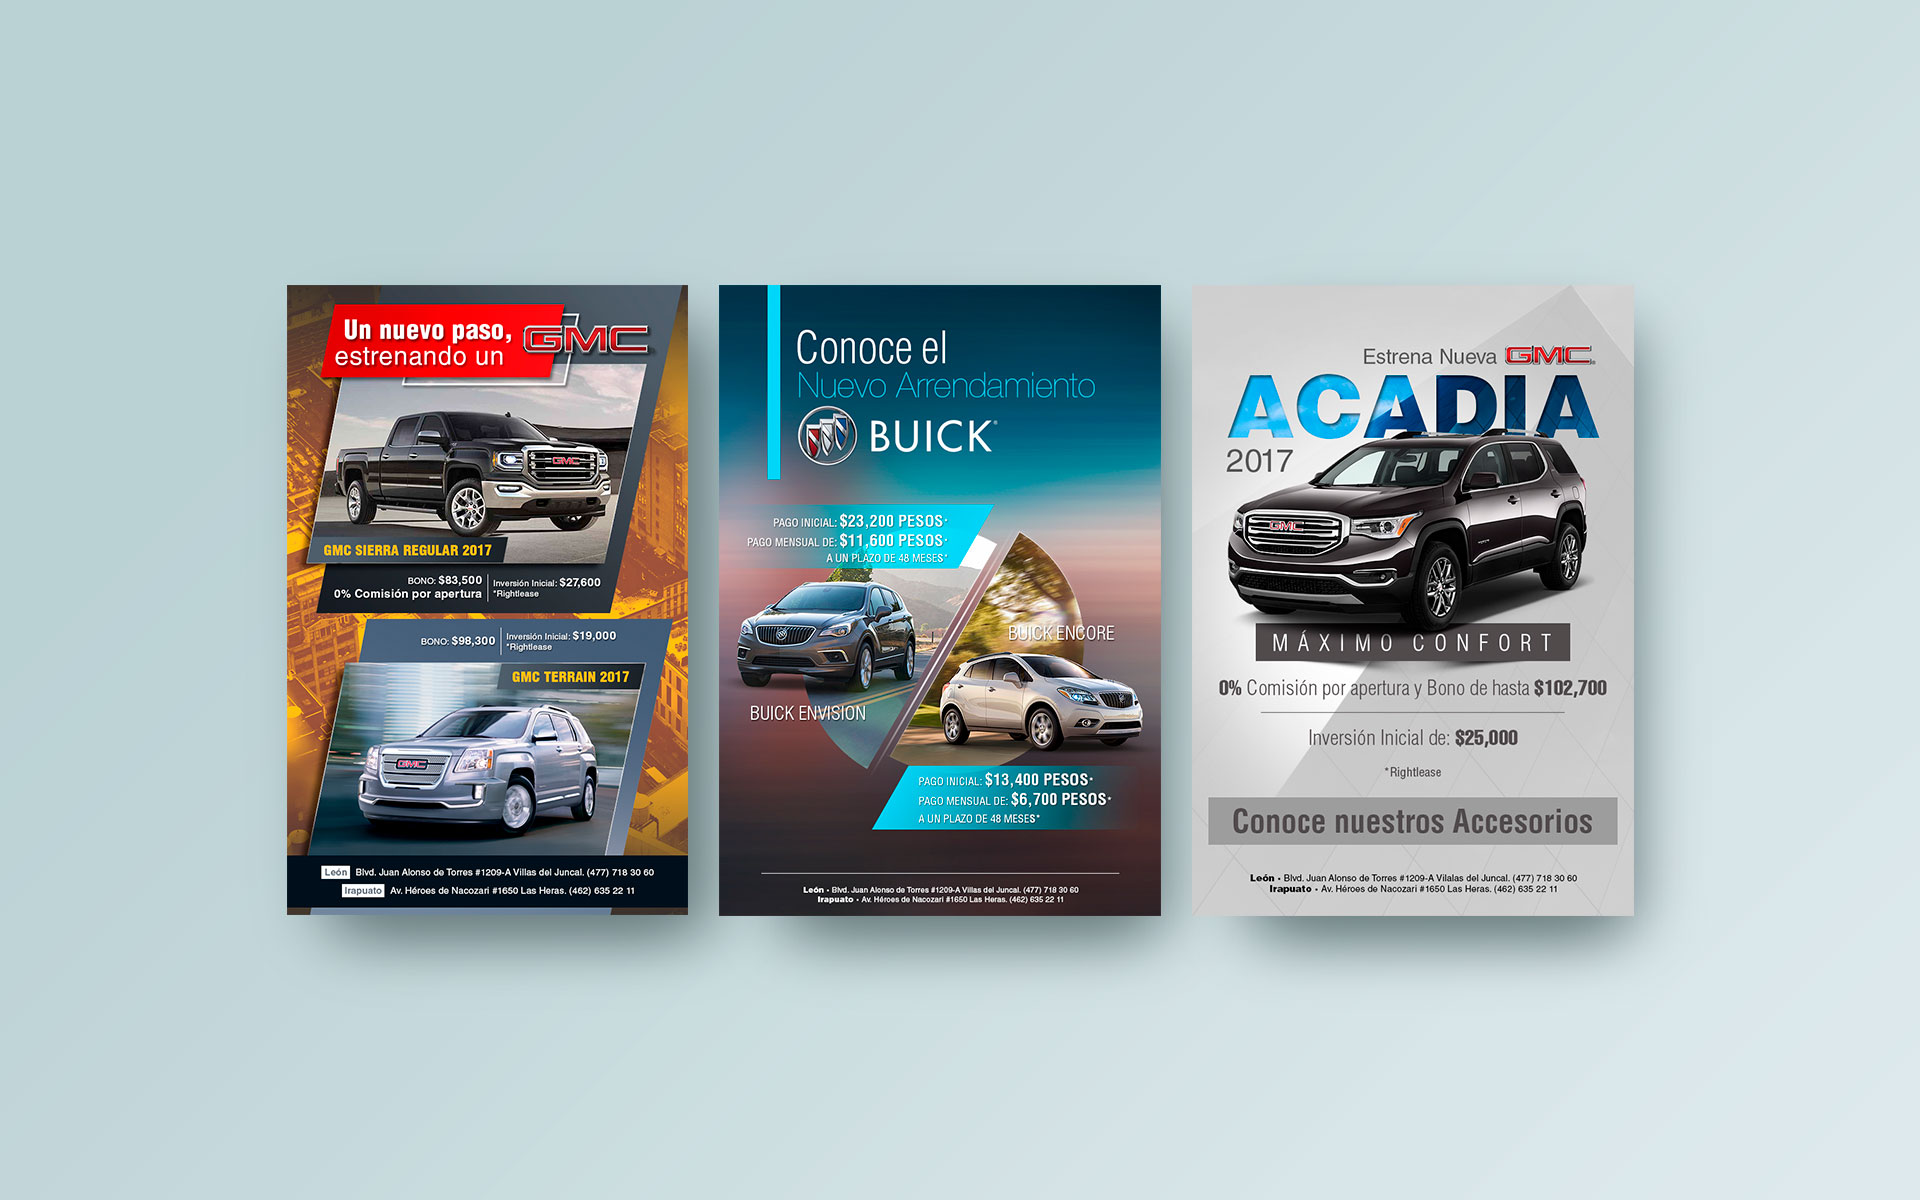 Un nuevo paso,
estrenando un
GMC
GMC
GMC SIERRA REGULAR 2017
BONO: $83,500
0% Comisión por apertura
Inversión Inicial: $27,600
*Rightlease
BONO: $98,300
Inversión Inicial: $19,000
*Rightlease
GMC TERRAIN 2017
GMC
León Blvd. Juan Alonso de Torres #1209-A Villas del Juncal. (477) 718 30 60
Irapuato Av. Héroes de Nacozari #1650 Las Heras. (462) 635 22 11
Conoce el
Nuevo Arrendamiento
BUICK®
PAGO INICIAL: $23,200 PESOS*
PAGO MENSUAL DE: $11,600 PESOS*
A UN PLAZO DE 48 MESES*
BUICK ENCORE
BUICK ENVISION
PAGO INICIAL: $13,400 PESOS*
PAGO MENSUAL DE: $6,700 PESOS*
A UN PLAZO DE 48 MESES*
León • Blvd. Juan Alonso de Torres #1209-A Villas del Juncal. (477) 718 30 60
Irapuato • Av. Héroes de Nacozari #1650 Las Heras. (462) 635 22 11
Estrena Nueva GMC
ACADIA
2017
GMC
MÁXIMO CONFORT
0% Comisión por apertura y Bono de hasta $102,700
Inversión Inicial de: $25,000
*Rightlease
Conoce nuestros Accesorios
León • Blvd. Juan Alonso de Torres #1209-A Vilalas del Juncal. (477) 718 30 60
Irapuato • Av. Héroes de Nacozari #1650 Las Heras. (462) 635 22 11